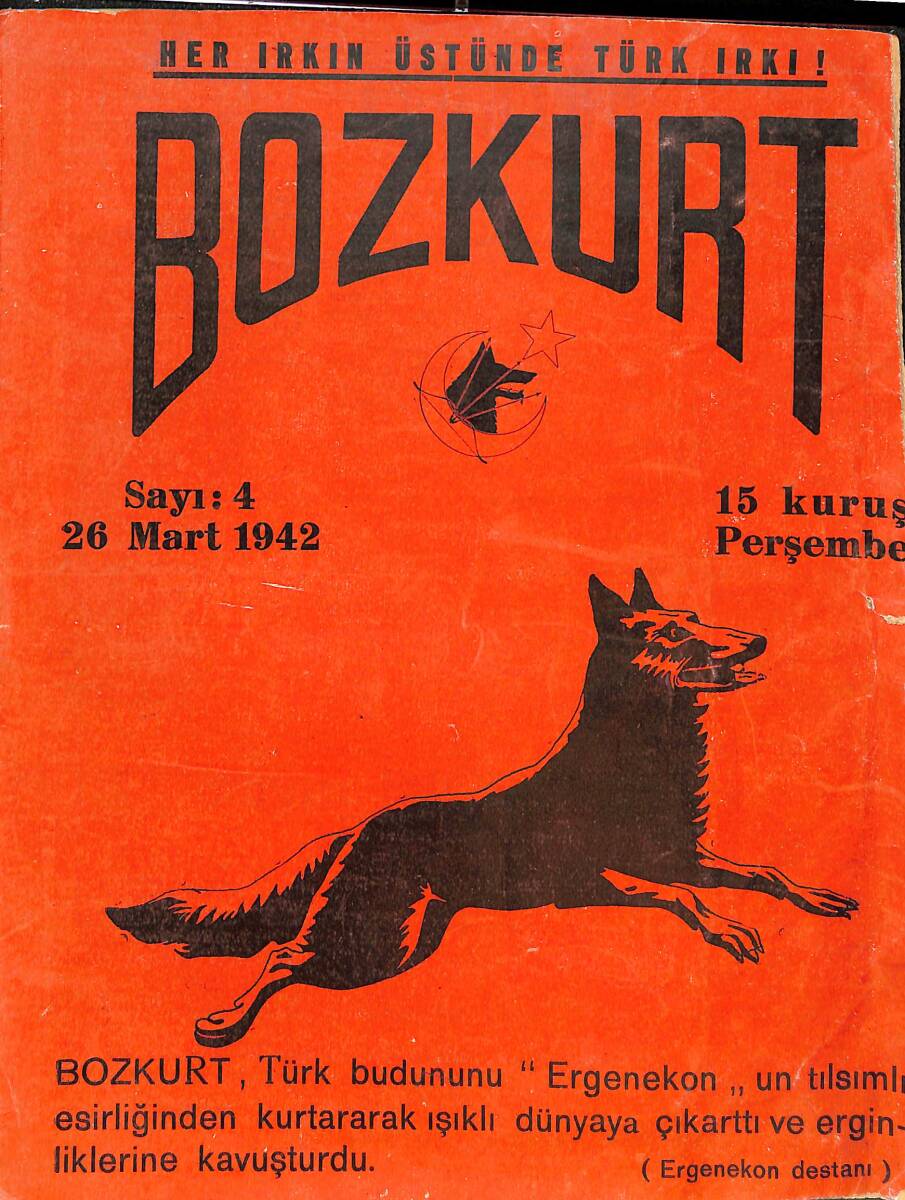 HER IRKIN ÜSTÜNDE TÜRK IRKI!
BOZKURT
Sayı: 4
26 Mart 1942
15 kuruş
Perşembe
BOZKURT, Türk budununu “ Ergenekon „ un tılsımlı
esirliğinden kurtararak ışıklı dünyaya çıkarttı ve ergin-
liklerine kavuşturdu.
( Ergenekon destanı )